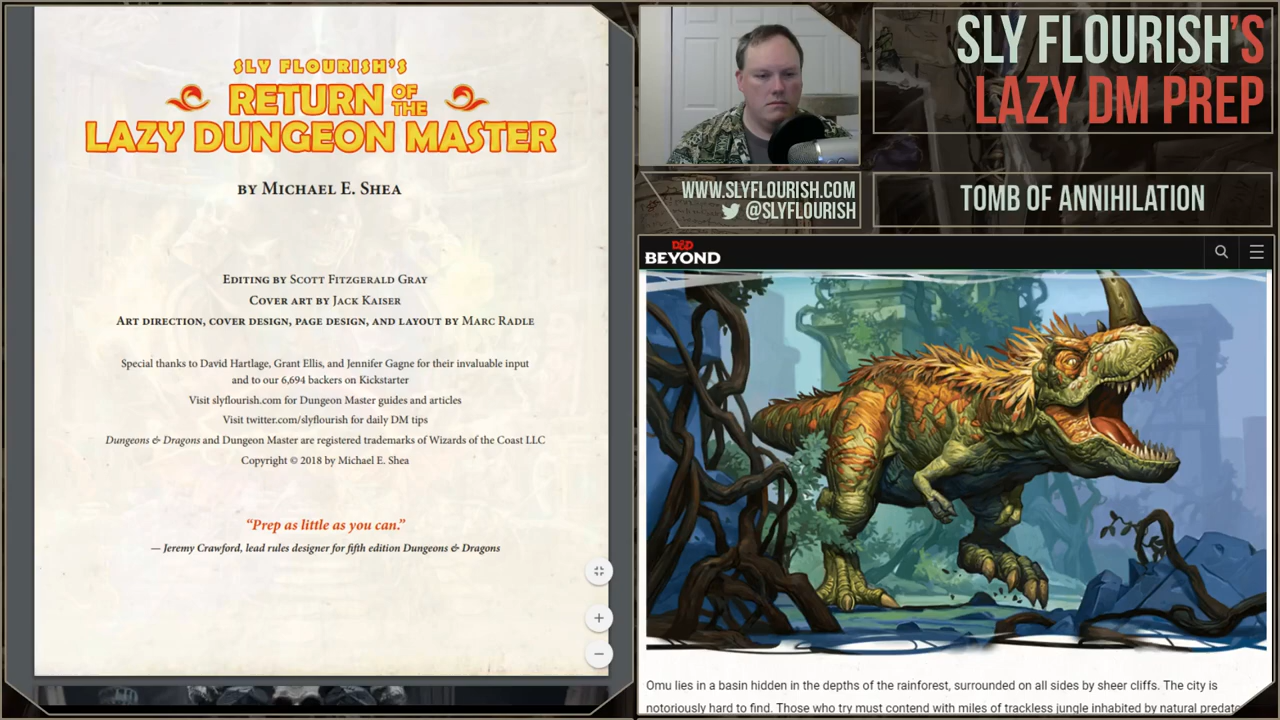 SLY FLOURISH'S
RETURN OF THE
LAZY DUNGEON MASTER
BY MICHAEL E. SHEA
EDITING BY SCOTT FITZGERALD GRAY
COVER ART BY JACK KAISER
ART DIRECTION, COVER DESIGN, PAGE DESIGN, AND LAYOUT BY MARC RADLE
Special thanks to David Hartlage, Grant Ellis, and Jennifer Gagne for their invaluable input
and to our 6,694 backers on Kickstarter
Visit slyflourish.com for Dungeon Master guides and articles
Visit twitter.com/slyflourish for daily DM tips
Dungeons & Dragons and Dungeon Master are registered trademarks of Wizards of the Coast LLC
Copyright © 2018 by Michael E. Shea
“Prep as little as you can.”
— Jeremy Crawford, lead rules designer for fifth edition Dungeons & Dragons
SLY FLOURISH'S
LAZY DM PREP
WWW.SLYFLOURISH.COM
@SLYFLOURISH
TOMB OF ANNIHILATION
D&D
BEYOND
Omu lies in a basin hidden in the depths of the rainforest, surrounded on all sides by sheer cliffs. The city is
notoriously hard to find. Those who try must contend with miles of trackless jungle inhabited by natural